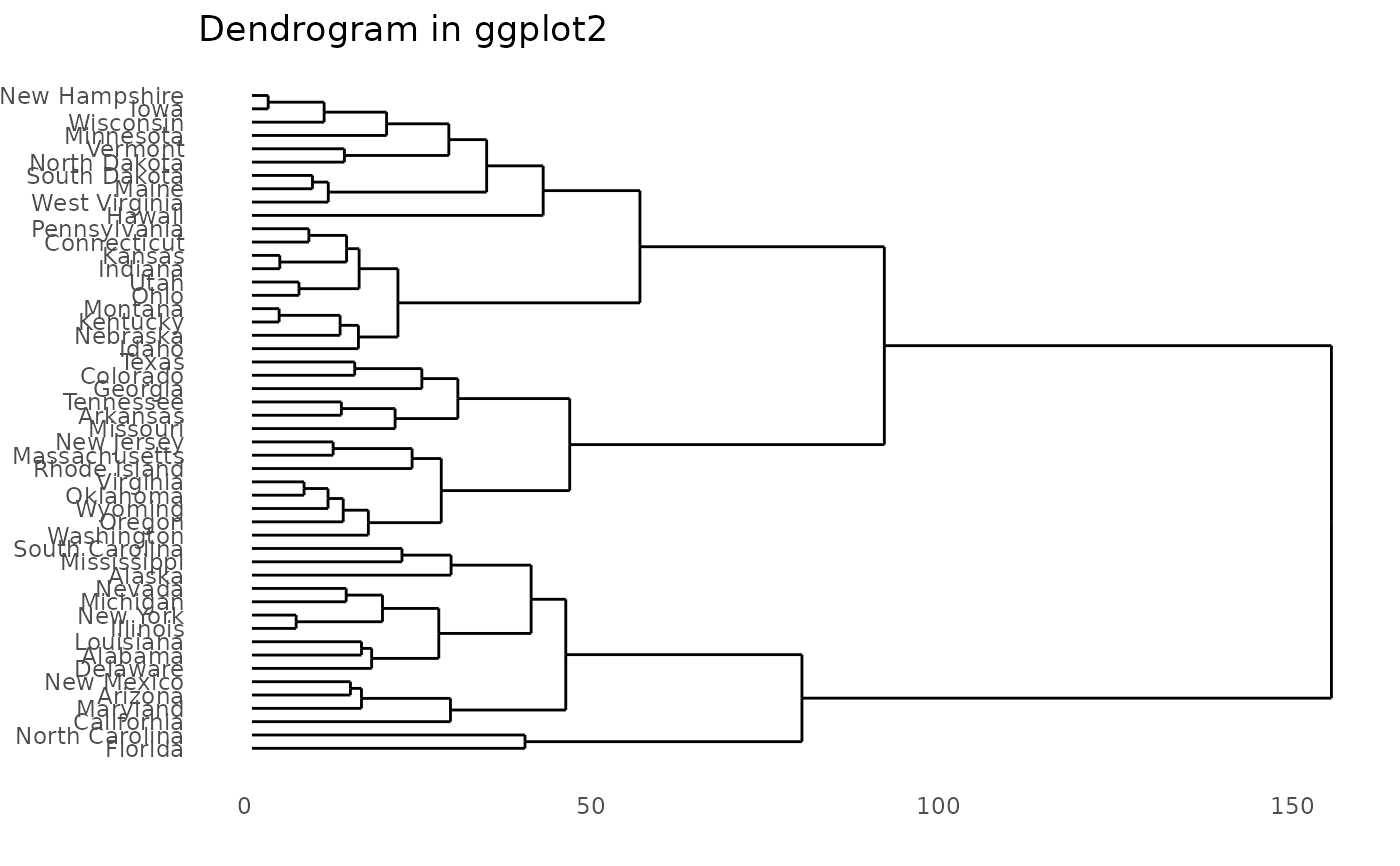 Dendrogram in ggplot2
New Hampshire
Iowa
Wisconsin
Minnesota
Vermont
North Dakota
South Dakota
Maine
West Virginia
Hawaii
Pennsylvania
Connecticut
Kansas
Indiana
Utah
Ohio
Montana
Kentucky
Nebraska
Idaho
Texas
Colorado
Georgia
Tennessee
Arkansas
Missouri
New Jersey
Massachusetts
Rhode Island
Virginia
Oklahoma
Wyoming
Oregon
Washington
South Carolina
Mississippi
Alaska
Nevada
Michigan
New York
Illinois
Louisiana
Alabama
Delaware
New Mexico
Arizona
Maryland
California
North Carolina
Florida
0 50 100 150